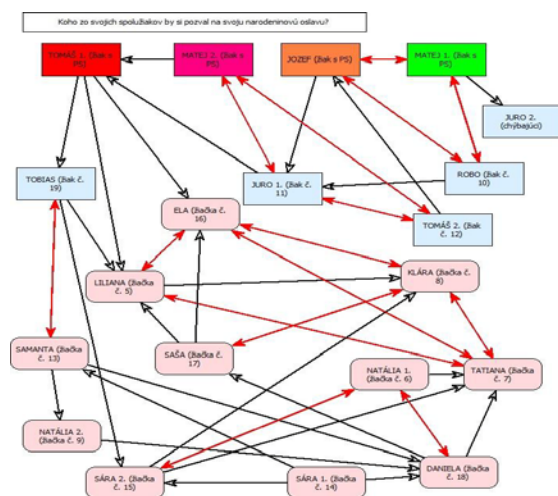 Koho zo svojich spolužiakov by si pozval na svoju narodeninovú oslavu?
TOMÁŠ 1. (žiak s
PS)
MATEJ 2. (žiak s
PS)
JOZEF (žiak s PS)
MATEJ 1. (žiak s
PS)
JURO 2.
(chýbajúci)
TOBIAS (žiak č.
19)
JURO 1. (žiak č.
11)
ROBO (žiak č.
10)
ELA (žiačka č.
16)
TOMÁŠ 2. (žiak
č. 12)
LILIANA (žiačka
č. 5)
KLÁRA (žiačka č.
8)
SAMANTA (žiačka
č. 13)
SAŠA (žiačka č.
17)
NATÁLIA 1.
(žiačka č. 6)
TATIANA (žiačka
č. 7)
NATÁLIA 2.
(žiačka č. 9)
SÁRA 2. (žiačka
č. 15)
SÁRA 1. (žiačka
č. 14)
DANIELA (žiačka
č. 18)